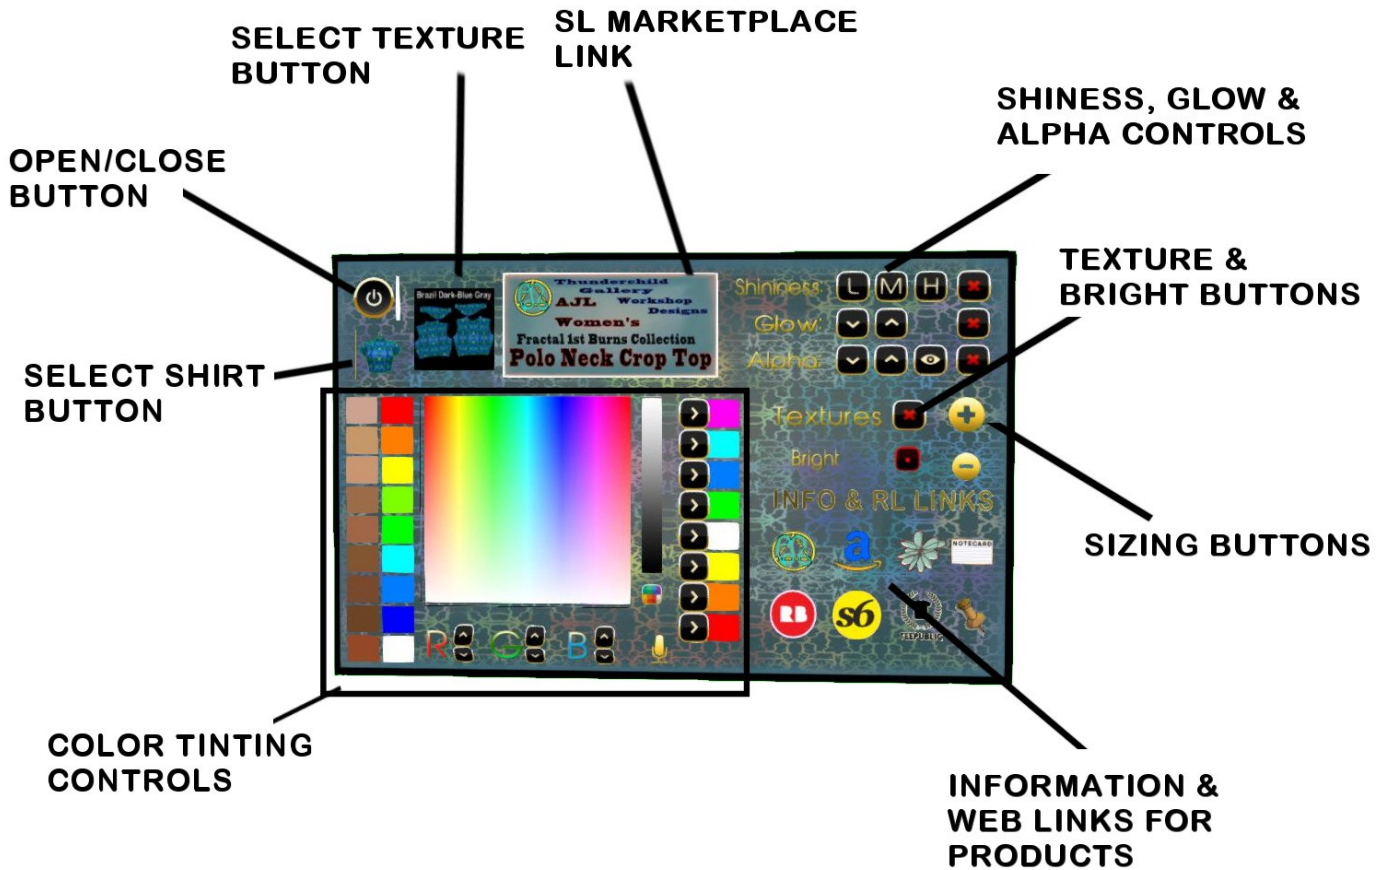 SELECT TEXTURE
BUTTON
SL MARKETPLACE
LINK
SHINESS, GLOW &
ALPHA CONTROLS
OPEN/CLOSE
BUTTON
TEXTURE &
BRIGHT BUTTONS
SELECT SHIRT
BUTTON
Brazil Dark-Blue Gray
Thunderchild
Gallery
AJL Workshop
Designs
Women's
Fractal 1st Burns Collection
Polo Neck Crop Top
Shininess: L M H
Glow:
Alpha:
Textures
Bright
INFO & RL LINKS
a
NOTECARD
RB
s6
TEEPUBLIC
R G B
SIZING BUTTONS
COLOR TINTING
CONTROLS
INFORMATION &
WEB LINKS FOR
PRODUCTS